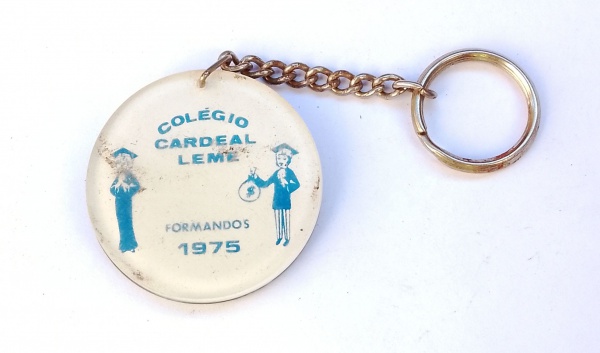 COLÉGIO
CARDEAL
LEME
$
FORMANDOS
1975